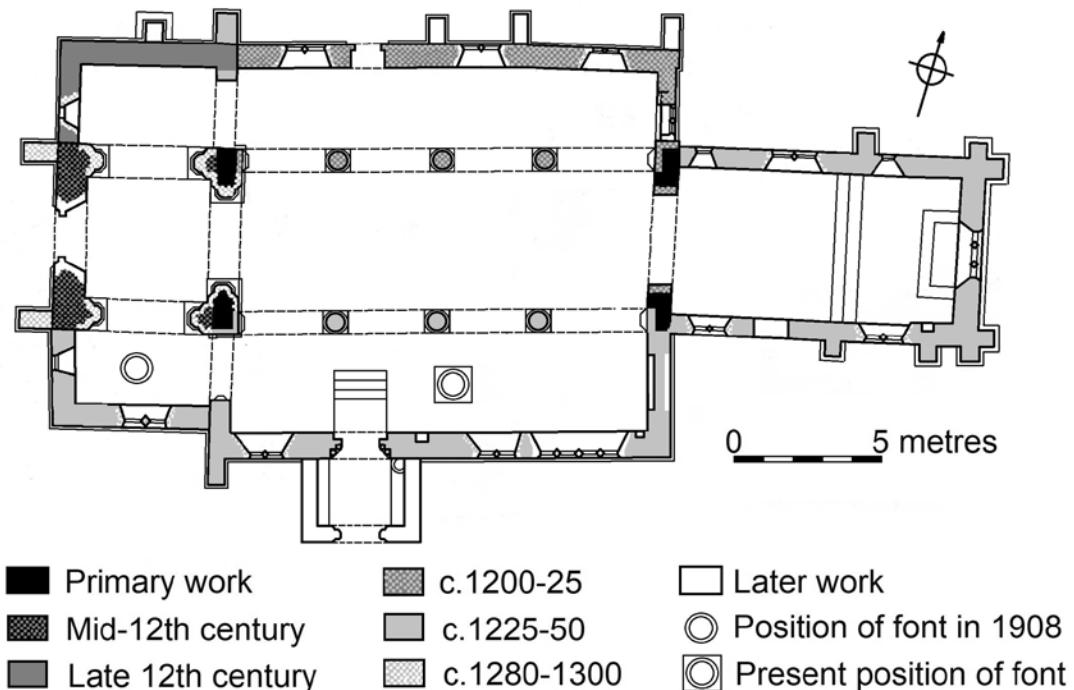 0 5 metres
Primary work
Mid-12th century
Late 12th century
c.1200-25
c.1225-50
c.1280-1300
Later work
Position of font in 1908
Present position of font